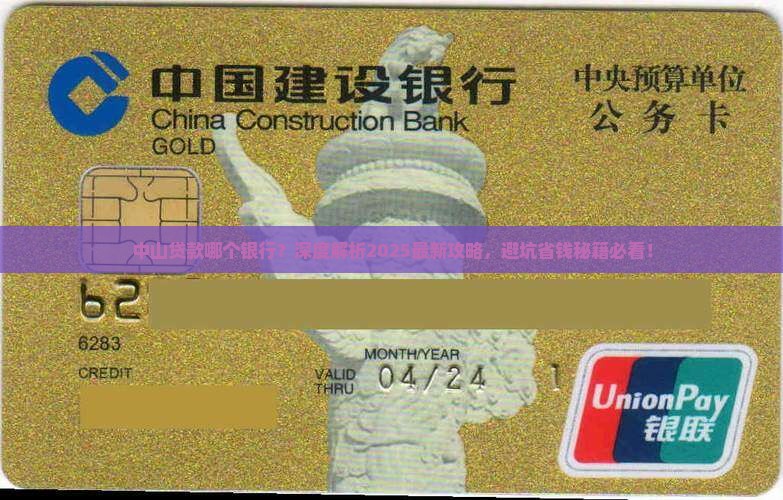 中国建设银行
China Construction Bank
GOLD
中央预算单位
公务卡
中山贷款哪个银行？深度解析2025最新攻略，避坑省钱秘籍必看！
62
6283
MONTH/YEAR
CREDIT
VALID
THRU
04/24
1
UnionPay
银联